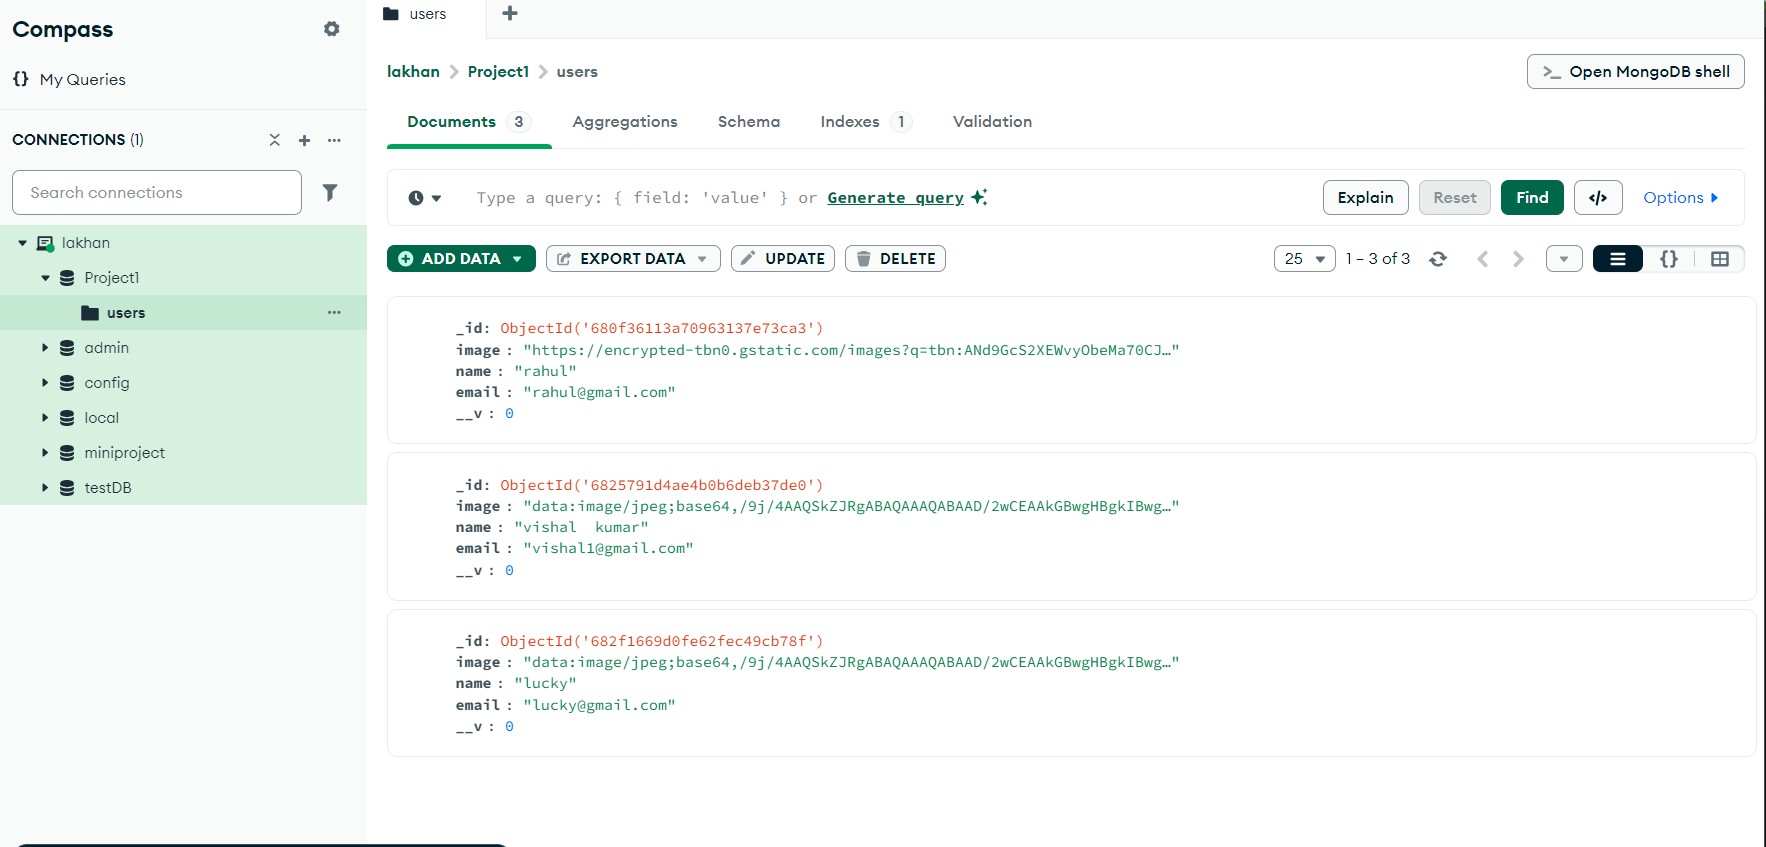 Compass
My Queries
CONNECTIONS (1)
Search connections
lakhan
Project1
users
admin
config
local
miniproject
testDB
users
lakhan > Project1 > users
>_ Open MongoDB shell
Documents 3 Aggregations Schema Indexes 1 Validation
Type a query: { field: 'value' } or Generate query
Explain Reset Find </> Options
ADD DATA EXPORT DATA UPDATE DELETE
25 1 – 3 of 3
_id: ObjectId('680f36113a70963137e73ca3')
image : "https://encrypted-tbn0.gstatic.com/images?q=tbn:ANd9GcS2XEWvyObeMa70CJ…"
name : "rahul"
email : "rahul@gmail.com"
__v : 0
_id: ObjectId('6825791d4ae4b0b6deb37de0')
image : "data:image/jpeg;base64,/9j/4AAQSkZJRgABAQAAAQABAAD/2wCEAAkGBwgHBgkIBwg…"
name : "vishal  kumar"
email : "vishal1@gmail.com"
__v : 0
_id: ObjectId('682f1669d0fe62fec49cb78f')
image : "data:image/jpeg;base64,/9j/4AAQSkZJRgABAQAAAQABAAD/2wCEAAkGBwgHBgkIBwg…"
name : "lucky"
email : "lucky@gmail.com"
__v : 0